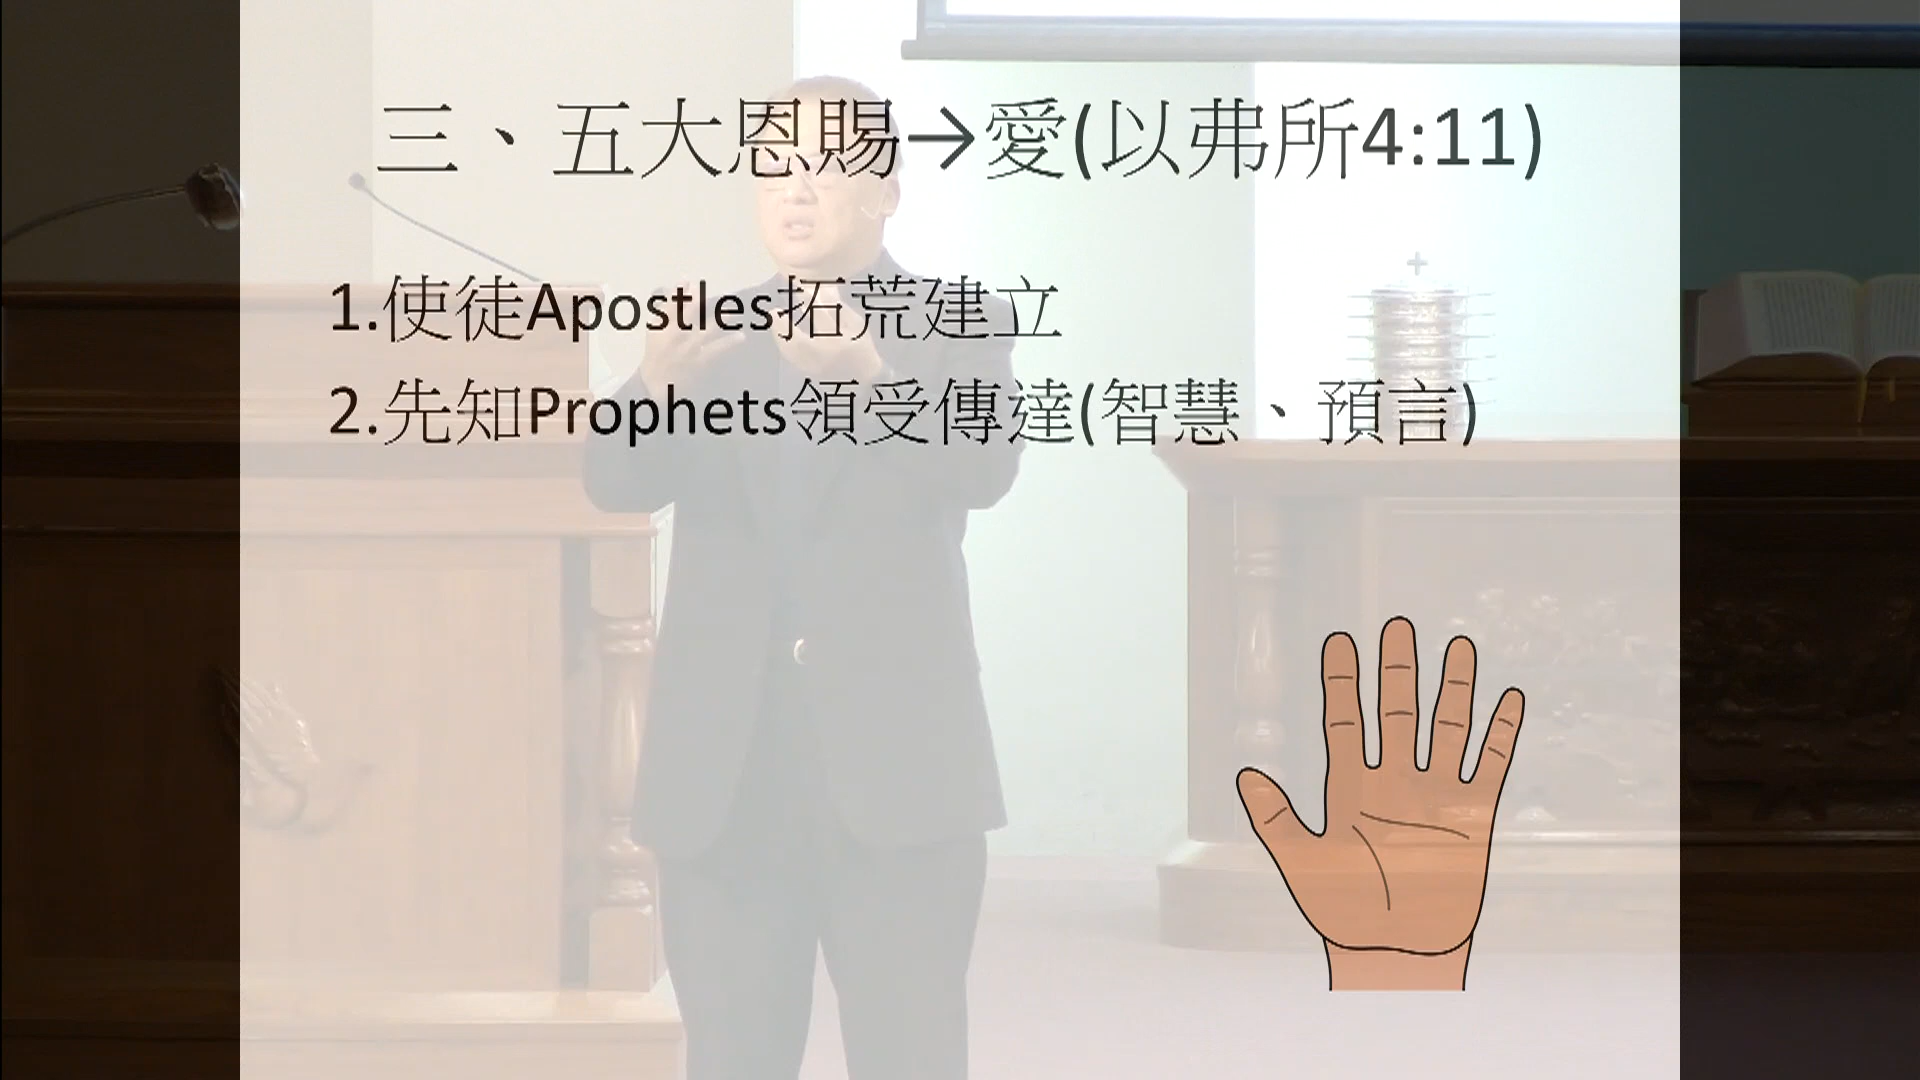 三、五大恩賜→愛(以弗所4:11)
1.使徒Apostles拓荒建立
2.先知Prophets領受傳達(智慧、預言)